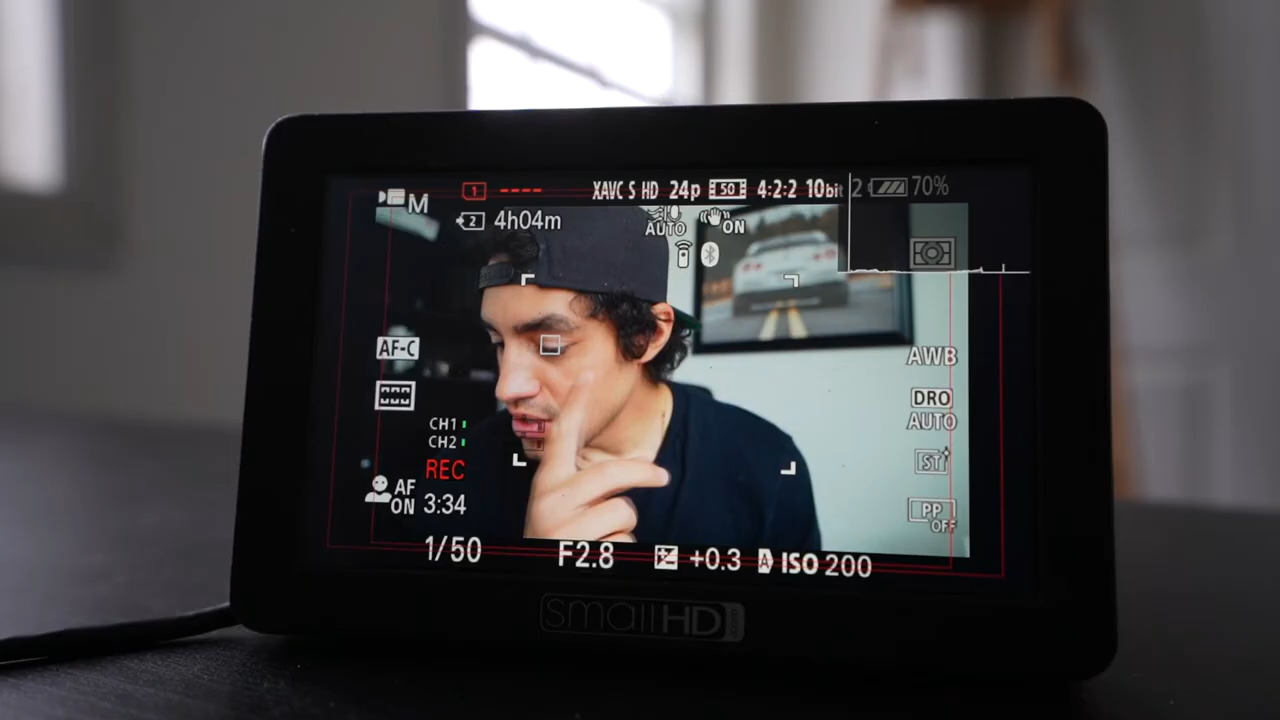 M 1 ---- XAVC S HD 24p 50 4:2:2 10bit 2 70%
2 4h04m AUTO ON
AF-C
AWB
DRO
AUTO
CH1
CH2
REC
ST
AF
ON 3:34
PP
OFF
1/50 F2.8 +0.3 A ISO 200
smallHD